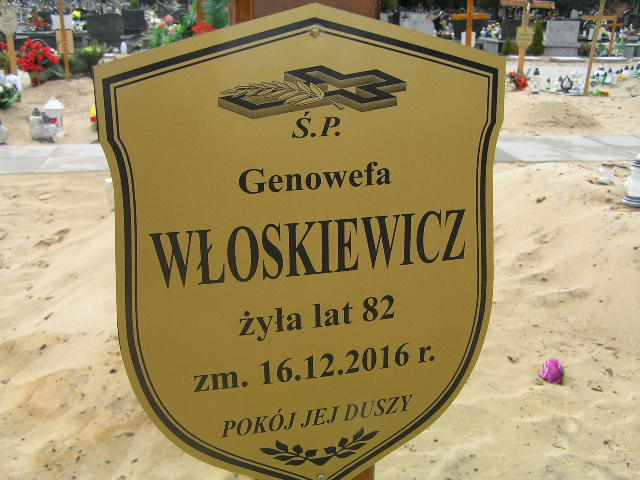 Ś.P.
Genowefa
WŁOSKIEWICZ
żyła lat 82
zm. 16.12.2016 r.
POKÓJ JEJ DUSZY